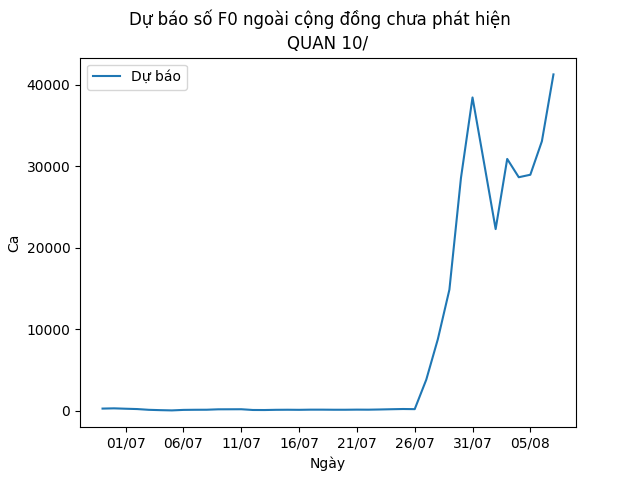 Dự báo số F0 ngoài cộng đồng chưa phát hiện
QUAN 10/
Dự báo
40000
30000
20000
10000
0
Ca
01/07 06/07 11/07 16/07 21/07 26/07 31/07 05/08
Ngày